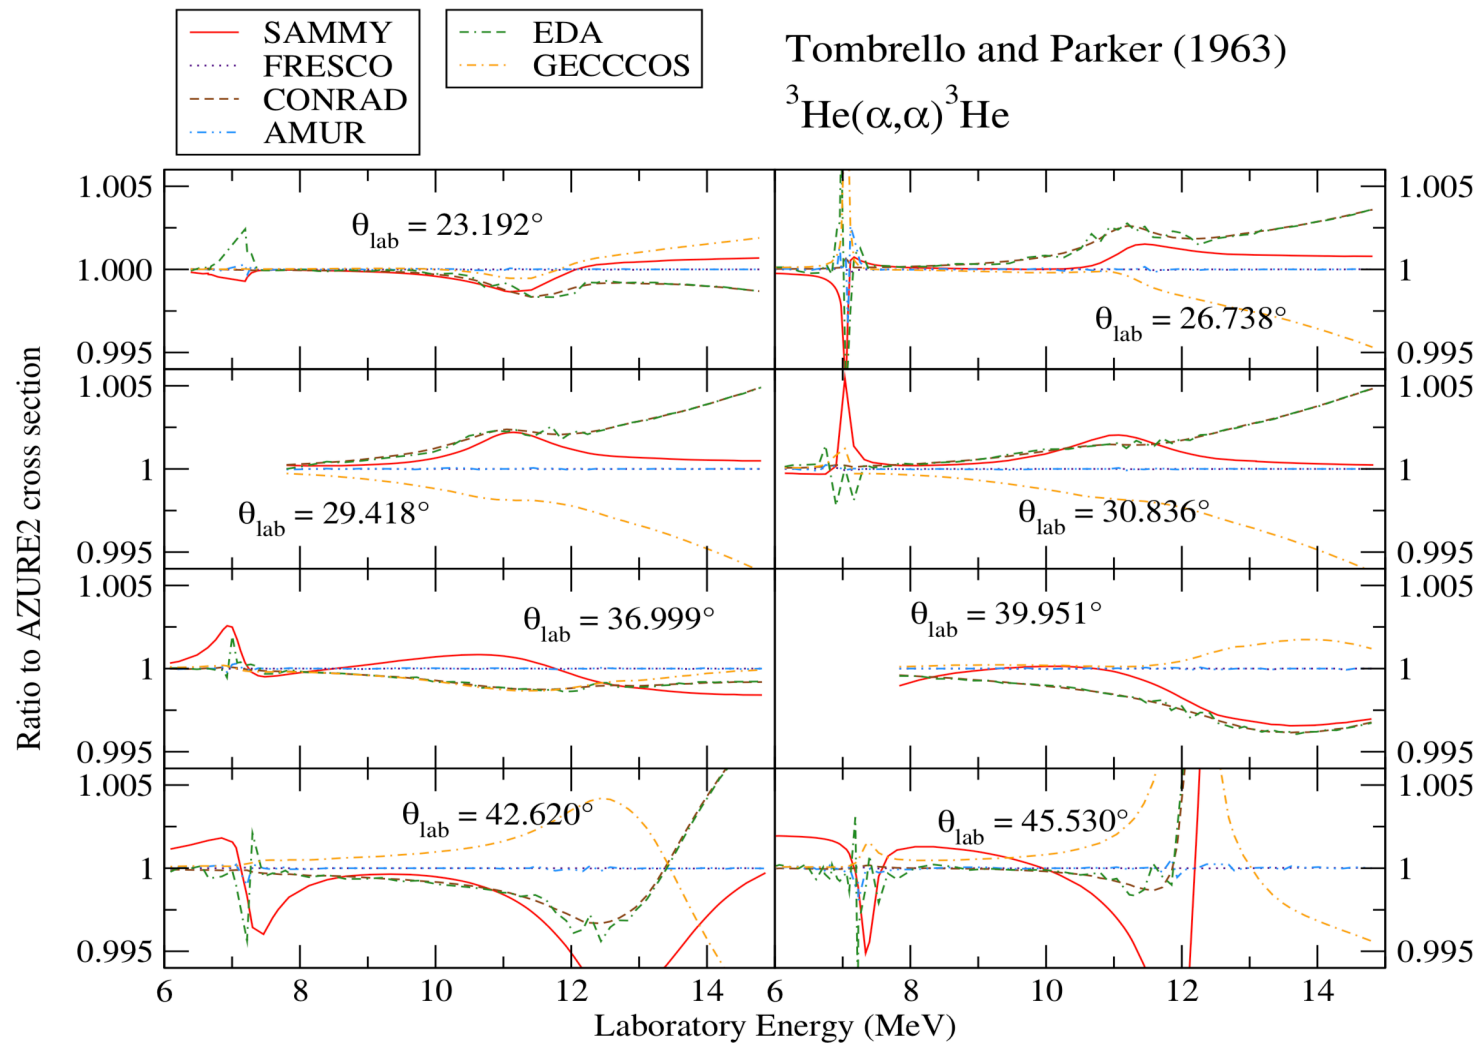 SAMMY
FRESCO
CONRAD
AMUR
EDA
GECCCOS
Tombrello and Parker (1963)
³He(α,α)³He
Ratio to AZURE2 cross section
1.005
1.000
0.995
θlab = 23.192°
θlab = 26.738°
1.005
1
0.995
1.005
1
0.995
θlab = 29.418°
θlab = 30.836°
1.005
1
0.995
1.005
1
0.995
θlab = 36.999°
θlab = 39.951°
1.005
1
0.995
1.005
1
0.995
θlab = 42.620°
θlab = 45.530°
1.005
1
0.995
6 8 10 12 14 6 8 10 12 14
Laboratory Energy (MeV)